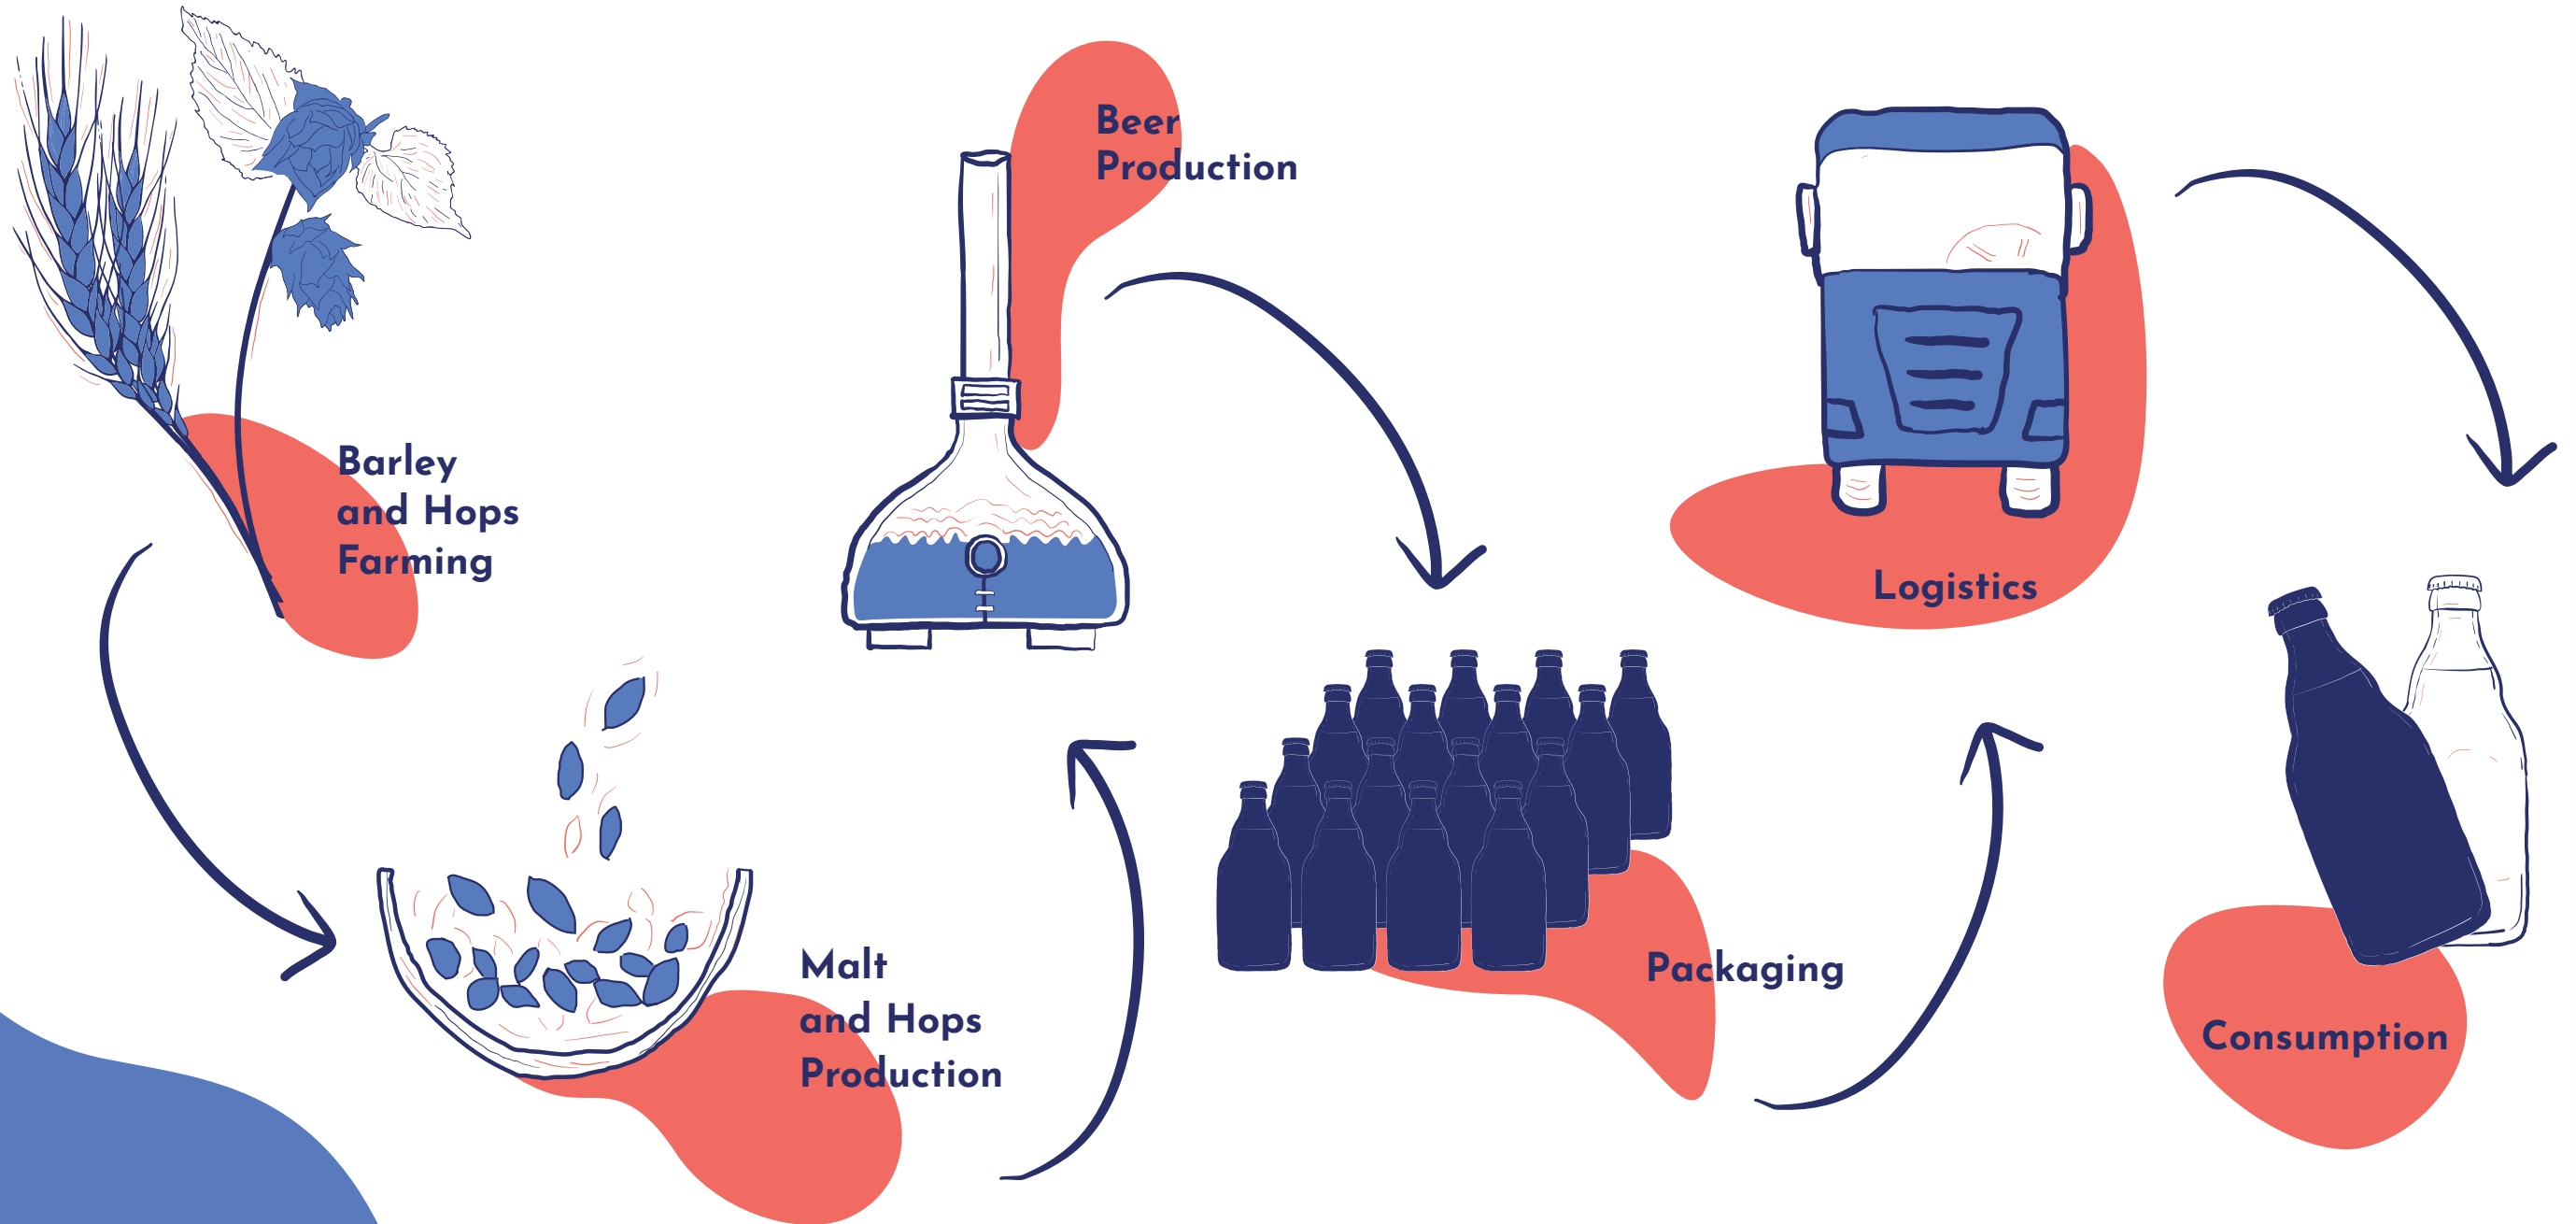 Barley
and Hops
Farming
Malt
and Hops
Production
Beer
Production
Packaging
Logistics
Consumption